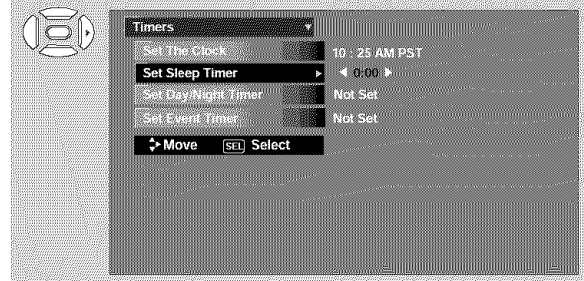 Timers
Set The Clock 10 : 25 AM PST
Set Sleep Timer 0:00
Set Day/Night Timer Not Set
Set Event Timer Not Set
Move SEL Select